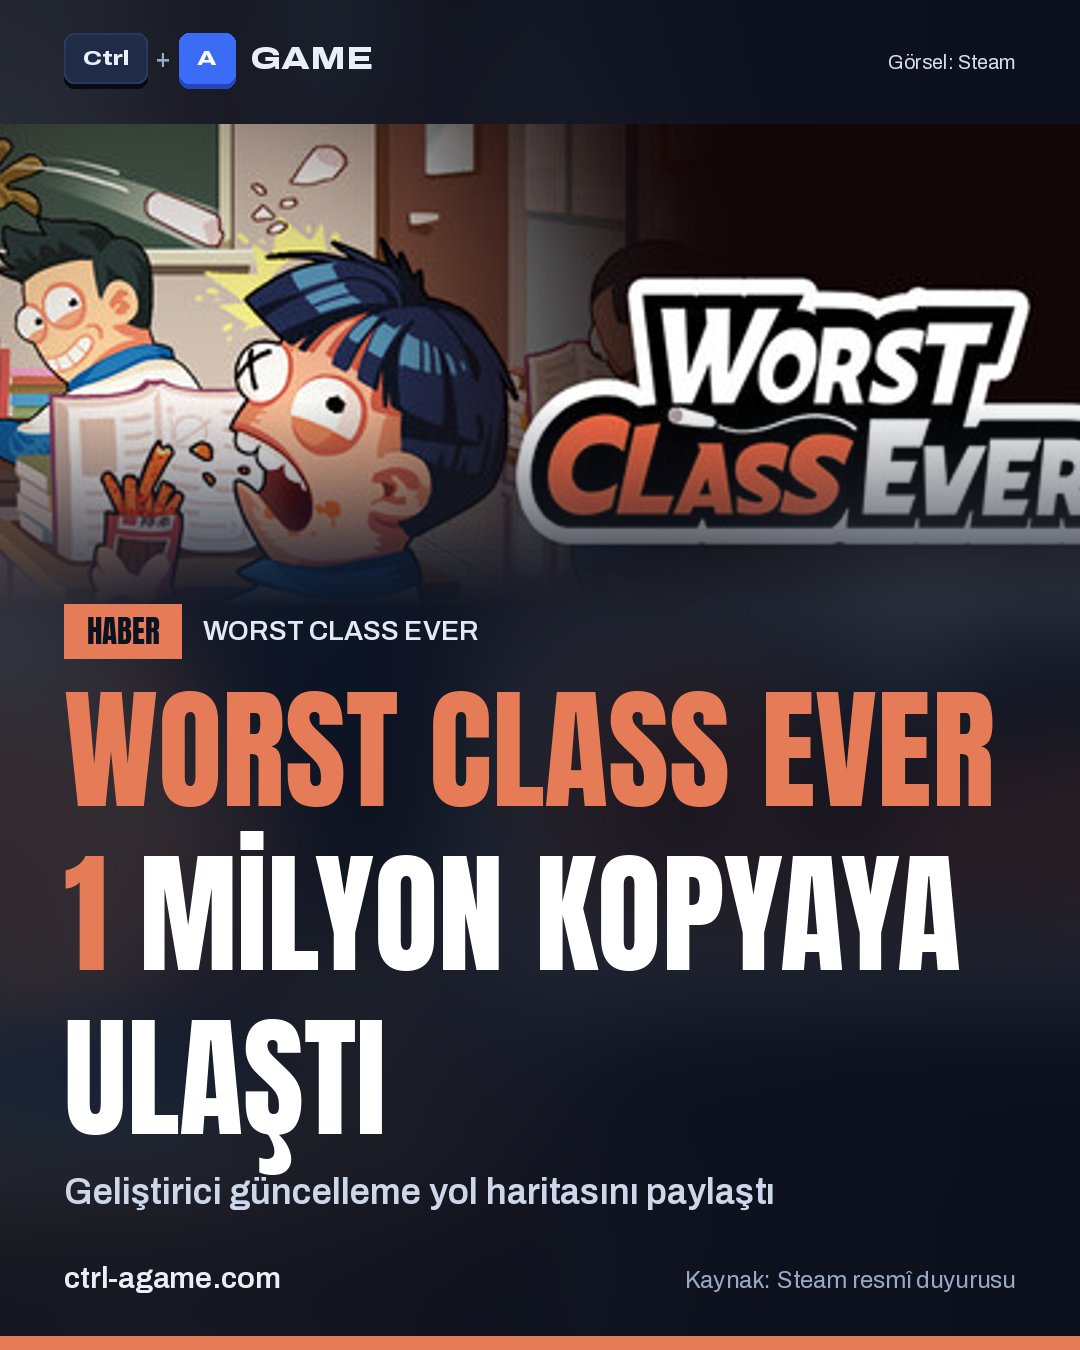 Ctrl + A GAME
Görsel: Steam
WORST
CLASS EVER
HABER WORST CLASS EVER
WORST CLASS EVER
1 MİLYON KOPYAYA
ULAŞTI
Geliştirici güncelleme yol haritasını paylaştı
ctrl-agame.com
Kaynak: Steam resmî duyurusu